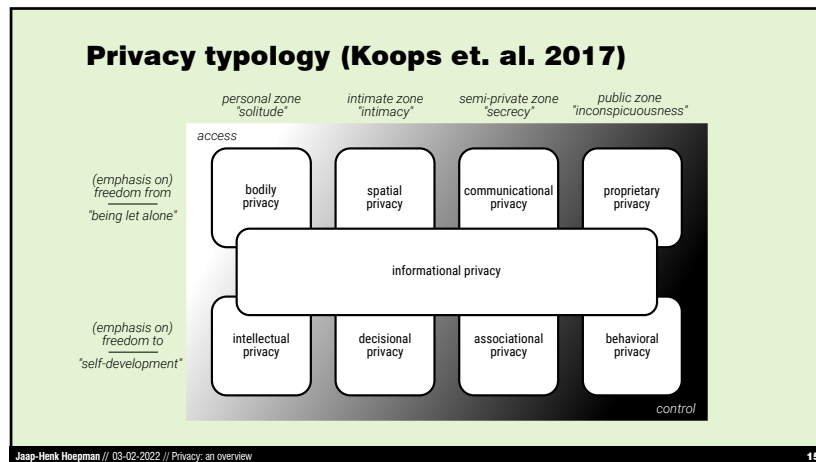 Privacy typology (Koops et. al. 2017)
personal zone
"solitude"
intimate zone
"intimacy"
semi-private zone
"secrecy"
public zone
"inconspicuousness"
access
(emphasis on)
freedom from
"being let alone"
bodily
privacy
spatial
privacy
communicational
privacy
proprietary
privacy
informational privacy
(emphasis on)
freedom to
"self-development"
intellectual
privacy
decisional
privacy
associational
privacy
behavioral
privacy
control
Jaap-Henk Hoepman // 03-02-2022 // Privacy: an overview
15